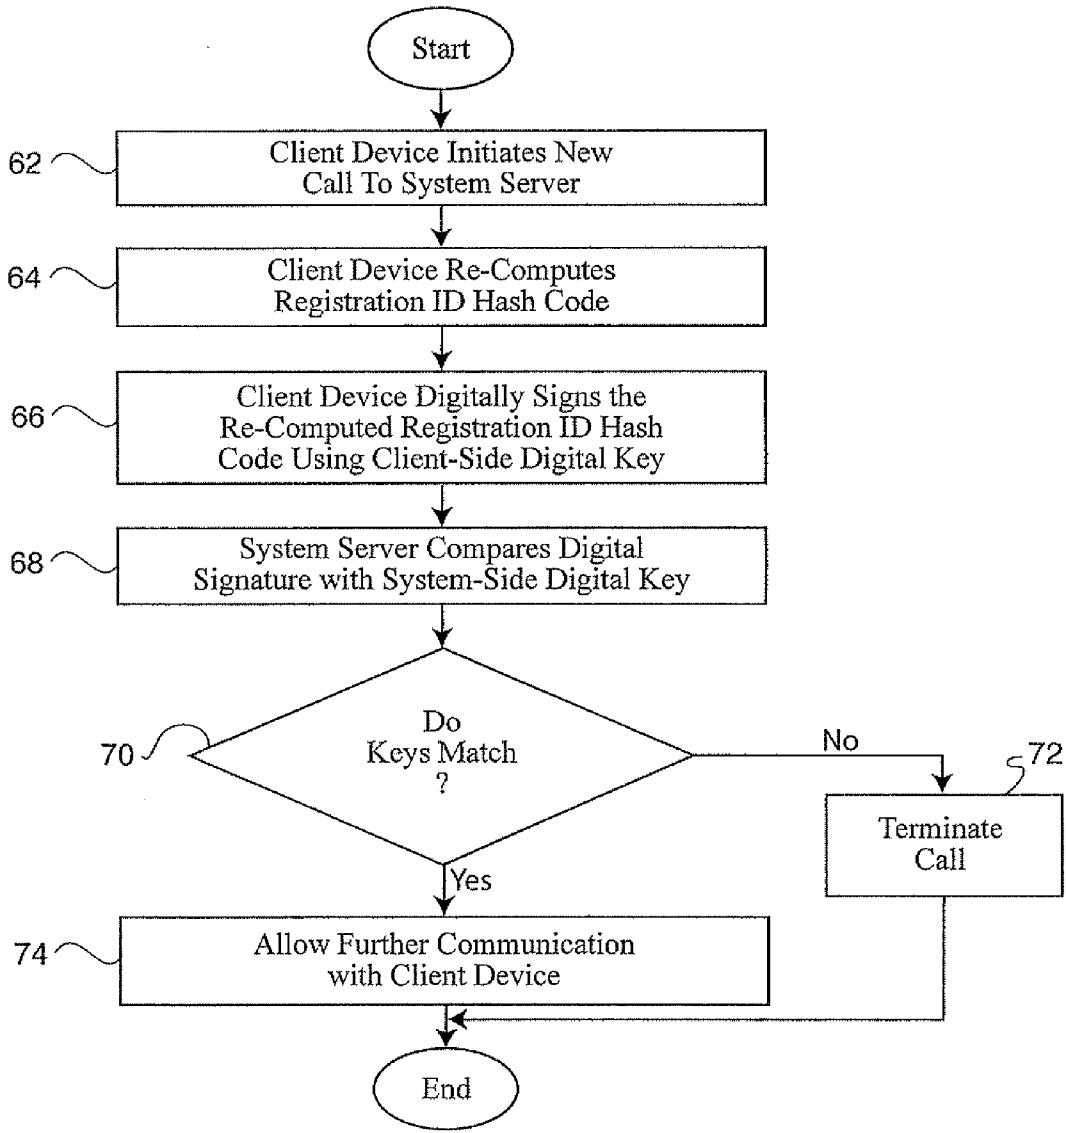 Start
62
Client Device Initiates New
Call To System Server
64
Client Device Re-Computes
Registration ID Hash Code
66
Client Device Digitally Signs the
Re-Computed Registration ID Hash
Code Using Client-Side Digital Key
68
System Server Compares Digital
Signature with System-Side Digital Key
70
Do
Keys Match
?
No
72
Terminate
Call
Yes
74
Allow Further Communication
with Client Device
End